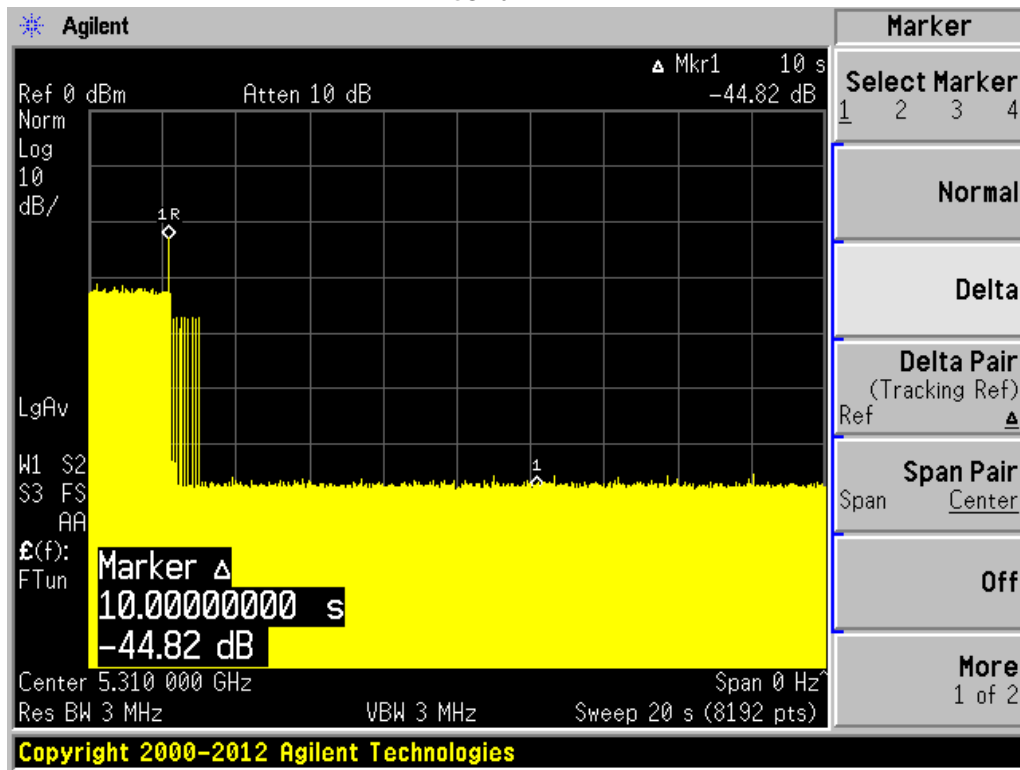 Agilent
Marker
Δ Mkr1 10 s
Ref 0 dBm Atten 10 dB -44.82 dB
Norm
Log
10
dB/
1R
LgAv
1
W1 S2
S3 FS
AA
£(f):
FTun
Marker Δ
10.00000000 s
-44.82 dB
Center 5.310 000 GHz Span 0 Hz^
Res BW 3 MHz VBW 3 MHz Sweep 20 s (8192 pts)
Copyright 2000-2012 Agilent Technologies
Select Marker
1 2 3 4
Normal
Delta
Delta Pair
(Tracking Ref)
Ref Δ
Span Pair
Span Center
Off
More
1 of 2